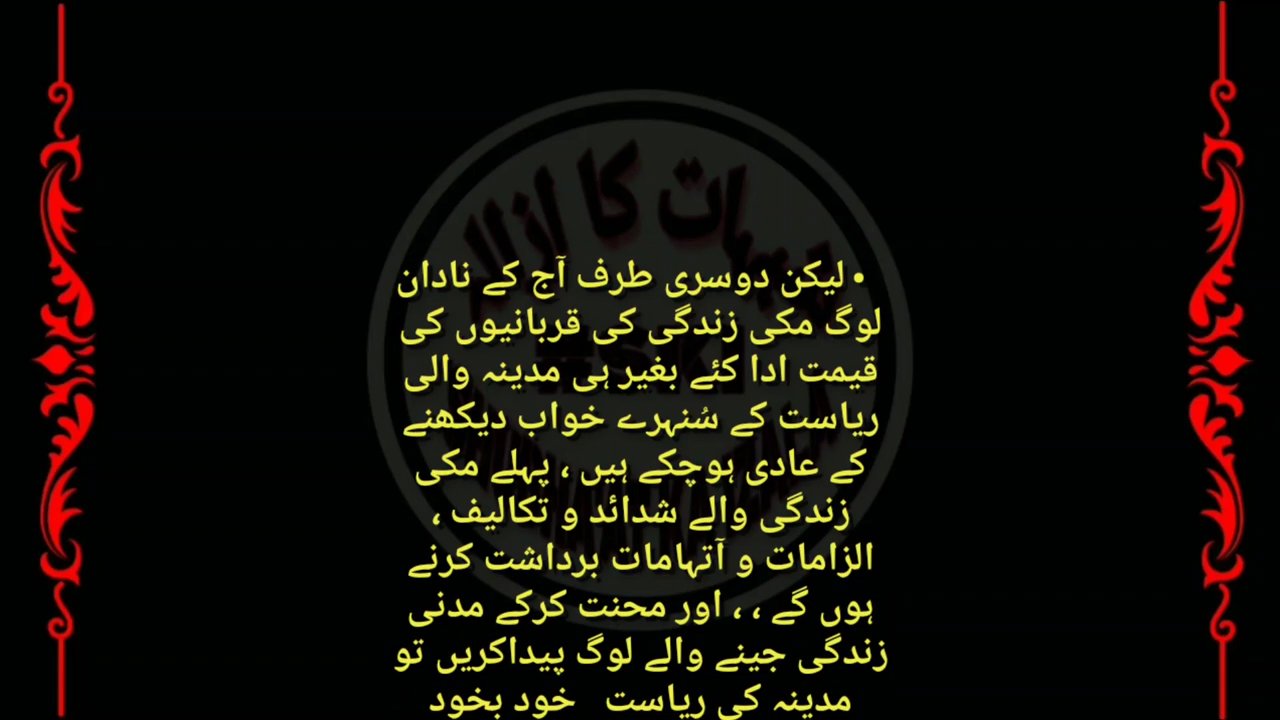 • لیکن دوسری طرف آج کے نادان
لوگ مکی زندگی کی قربانیوں کی
قیمت ادا کئے بغیر ہی مدینہ والی
ریاست کے سُنہرے خواب دیکھنے
کے عادی ہوچکے ہیں ، پہلے مکی
زندگی والے شدائد و تکالیف ،
الزامات و آتہامات برداشت کرنے
ہوں گے ، ، اور محنت کرکے مدنی
زندگی جینے والے لوگ پیداکریں تو
مدینہ کی ریاست خود بخود